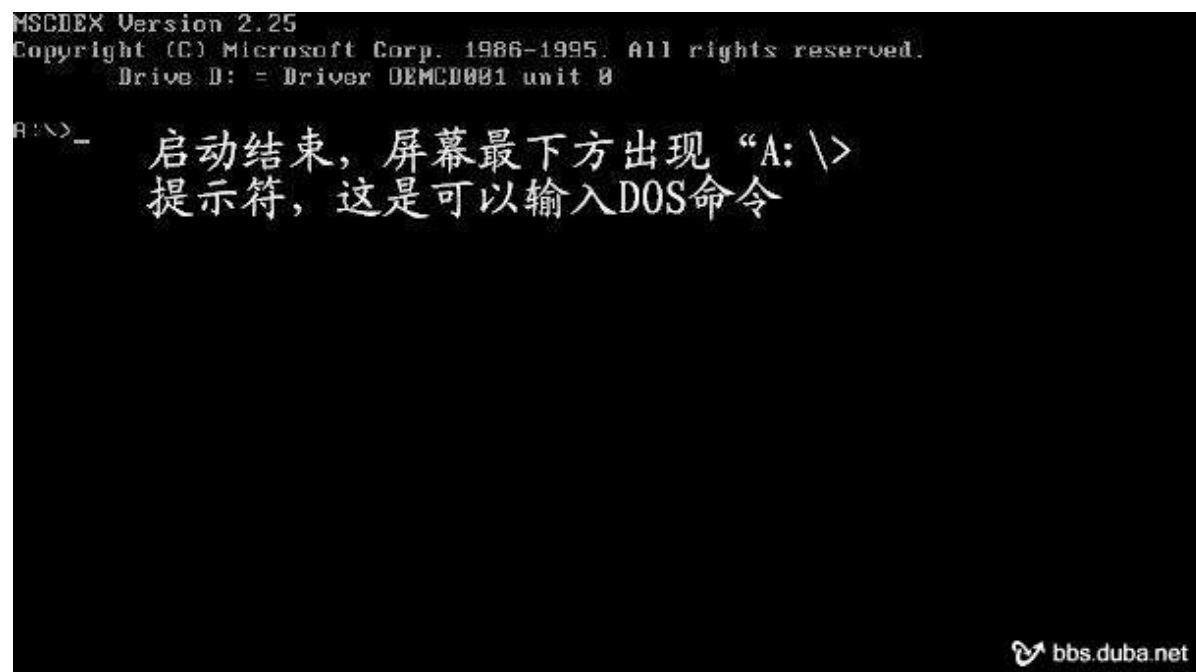 MSCDEX Version 2.25
Copyright (C) Microsoft Corp. 1986-1995. All rights reserved.
Drive D: = Driver OEMCD001 unit 0
A:\>_
启动结束，屏幕最下方出现“A:\>
提示符，这是可以输入DOS命令
bbs.duba.net